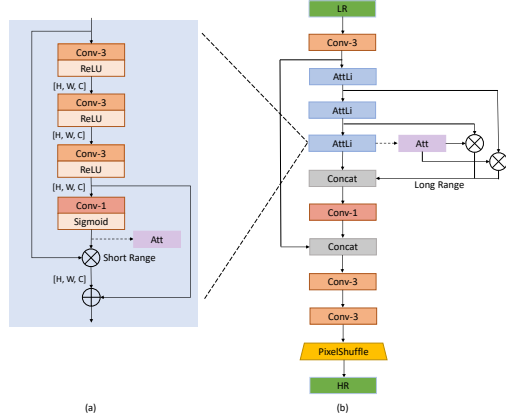 Conv-3
ReLU
[H, W, C]
Conv-3
ReLU
[H, W, C]
Conv-3
ReLU
[H, W, C]
Conv-1
Sigmoid
Att
Short Range
[H, W, C]
(a)
LR
Conv-3
AttLi
AttLi
AttLi
Att
Concat
Long Range
Conv-1
Concat
Conv-3
Conv-3
PixelShuffle
HR
(b)